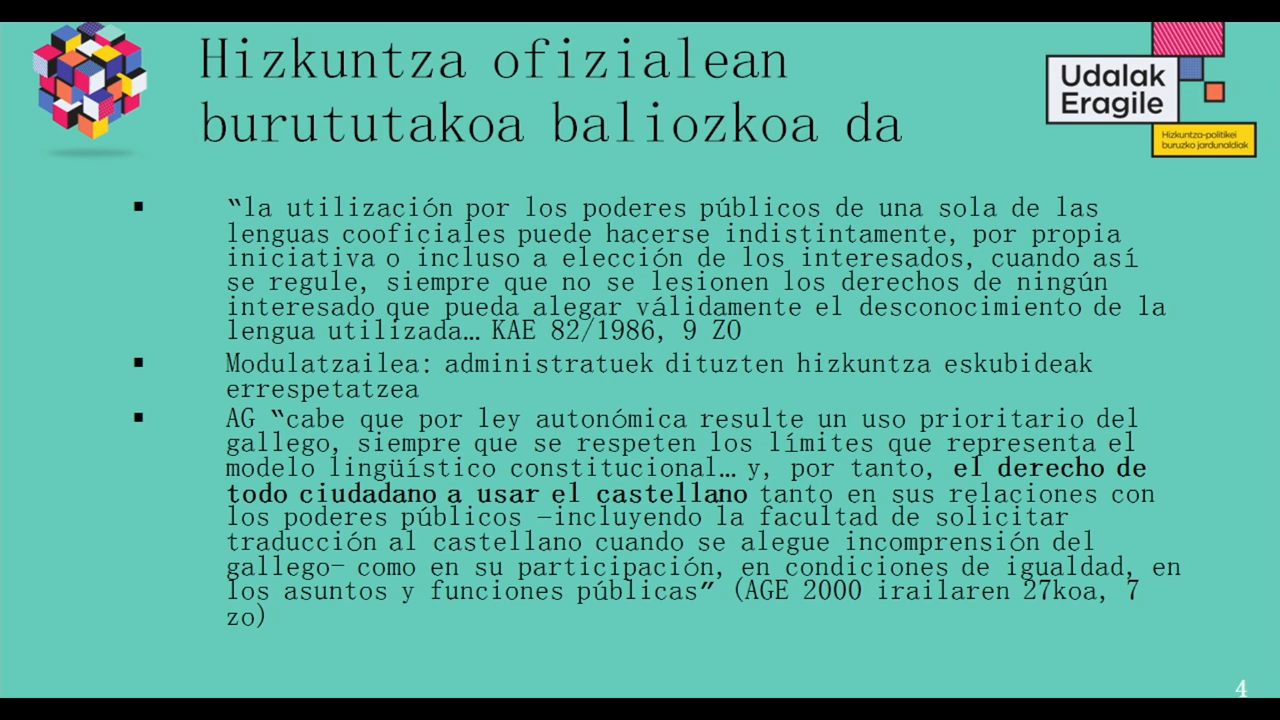 Hizkuntza ofizialean
burututakoa baliozkoa da
Udalak
Eragile
Hizkuntza-politikei
buruzko jardunaldiak
▪ “la utilización por los poderes públicos de una sola de las
lenguas cooficiales puede hacerse indistintamente, por propia
iniciativa o incluso a elección de los interesados, cuando así
se regule, siempre que no se lesionen los derechos de ningún
interesado que pueda alegar válidamente el desconocimiento de la
lengua utilizada… KAE 82/1986, 9 ZO
▪ Modulatzailea: administratuek dituzten hizkuntza eskubideak
errespetatzea
▪ AG “cabe que por ley autonómica resulte un uso prioritario del
gallego, siempre que se respeten los límites que representa el
modelo lingüístico constitucional… y, por tanto, el derecho de
todo ciudadano a usar el castellano tanto en sus relaciones con
los poderes públicos –incluyendo la facultad de solicitar
traducción al castellano cuando se alegue incomprensión del
gallego– como en su participación, en condiciones de igualdad, en
los asuntos y funciones públicas” (AGE 2000 irailaren 27koa, 7
zo)
4